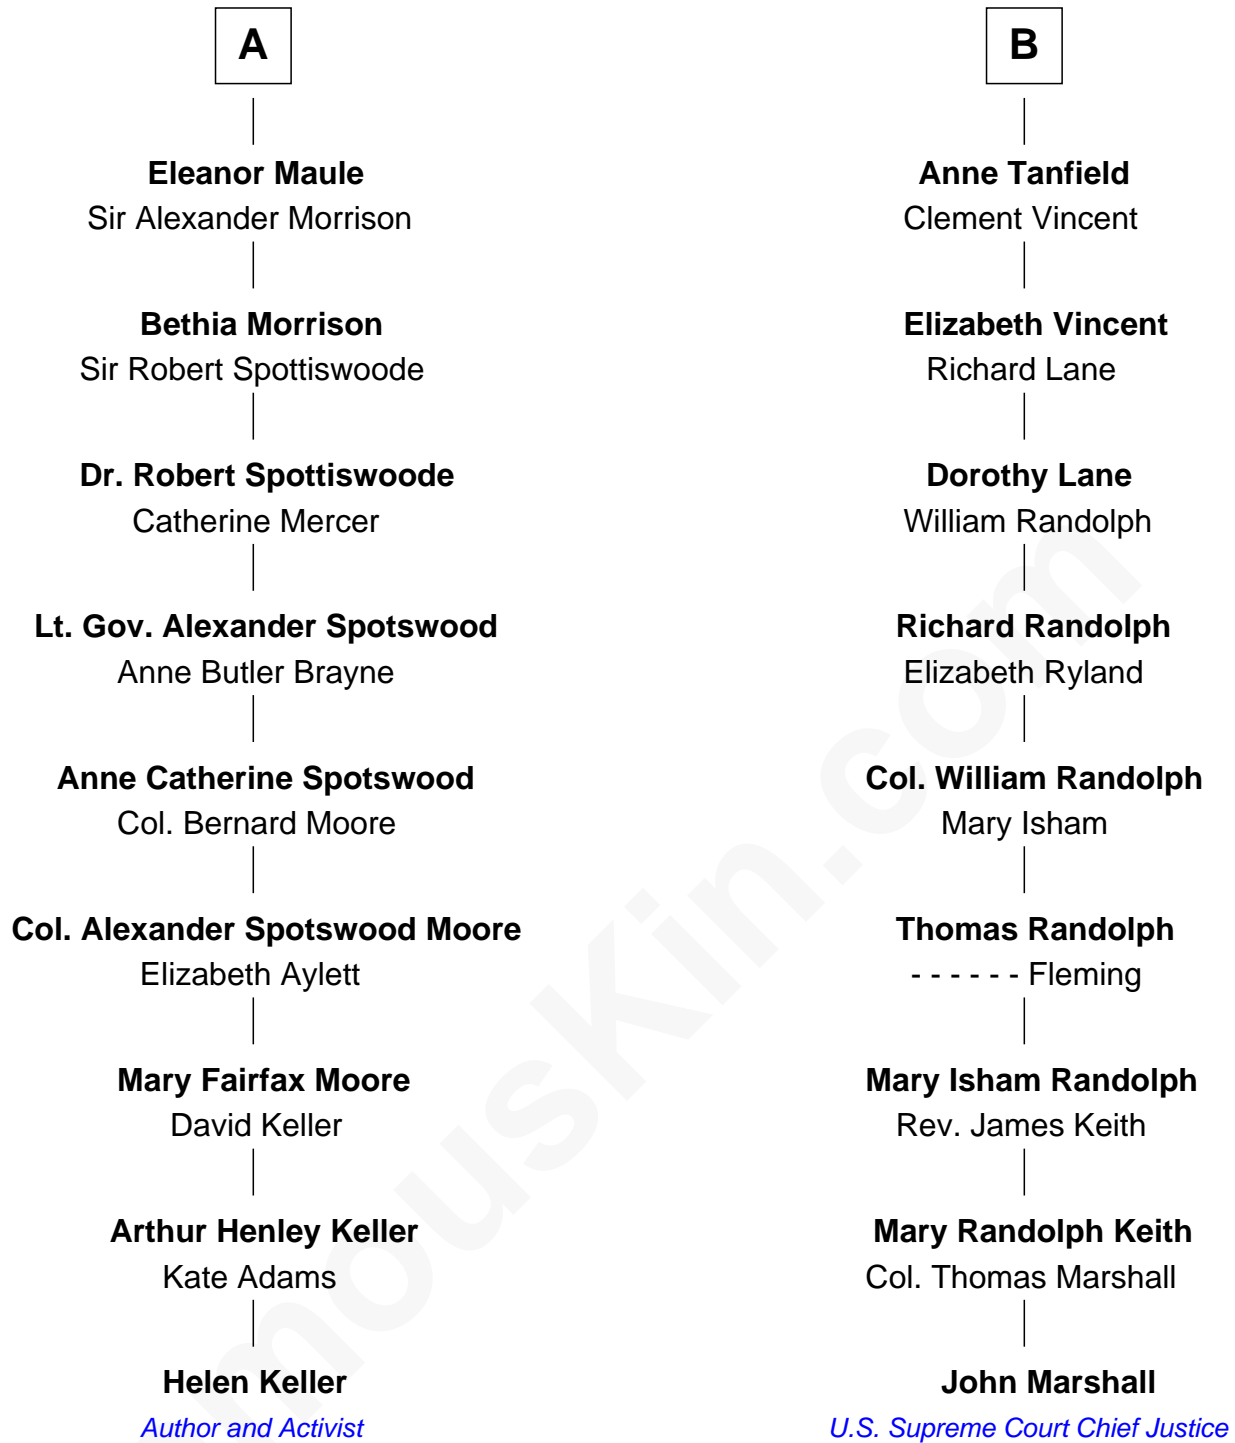 A
Eleanor Maule
Sir Alexander Morrison
Bethia Morrison
Sir Robert Spottiswoode
Dr. Robert Spottiswoode
Catherine Mercer
Lt. Gov. Alexander Spotswood
Anne Butler Brayne
Anne Catherine Spotswood
Col. Bernard Moore
Col. Alexander Spotswood Moore
Elizabeth Aylett
Mary Fairfax Moore
David Keller
Arthur Henley Keller
Kate Adams
Helen Keller
Author and Activist
B
Anne Tanfield
Clement Vincent
Elizabeth Vincent
Richard Lane
Dorothy Lane
William Randolph
Richard Randolph
Elizabeth Ryland
Col. William Randolph
Mary Isham
Thomas Randolph
- - - - - - Fleming
Mary Isham Randolph
Rev. James Keith
Mary Randolph Keith
Col. Thomas Marshall
John Marshall
U.S. Supreme Court Chief Justice
mousKin.com